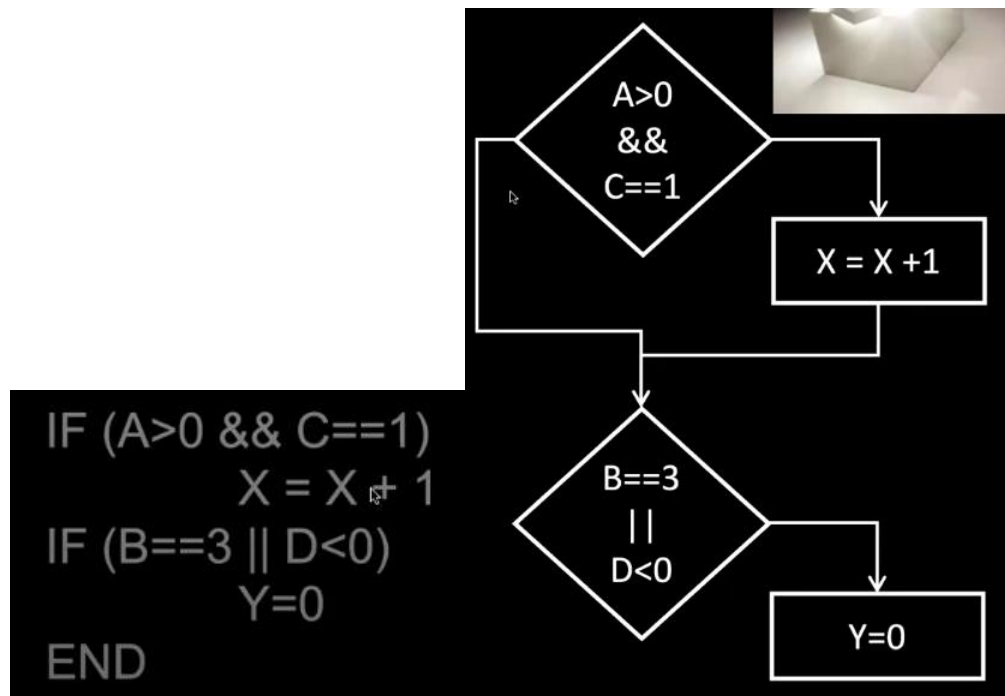 A>0
&&
C==1
X = X +1
IF (A>0 && C==1)
X = X + 1
IF (B==3 || D<0)
Y=0
END
B==3
||
D<0
Y=0